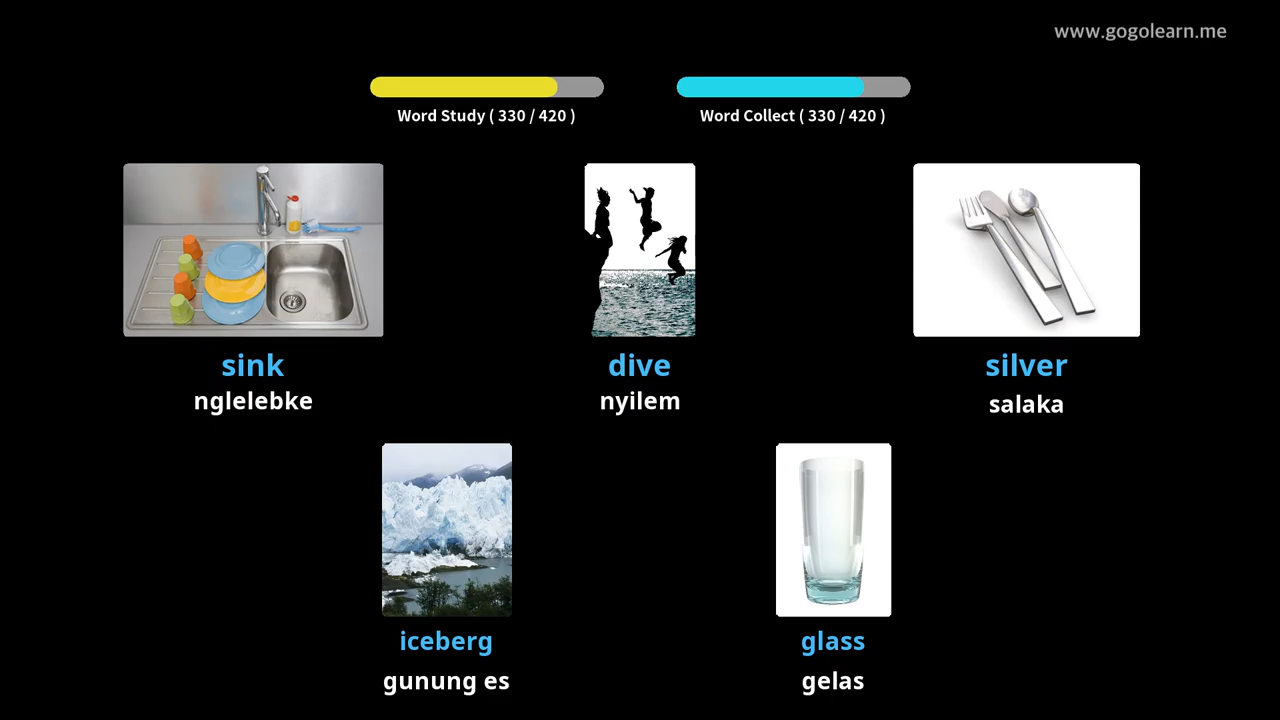 www.gogolearn.me
Word Study ( 330 / 420 )
Word Collect ( 330 / 420 )
sink
nglelebke
dive
nyilem
silver
salaka
iceberg
gunung es
glass
gelas